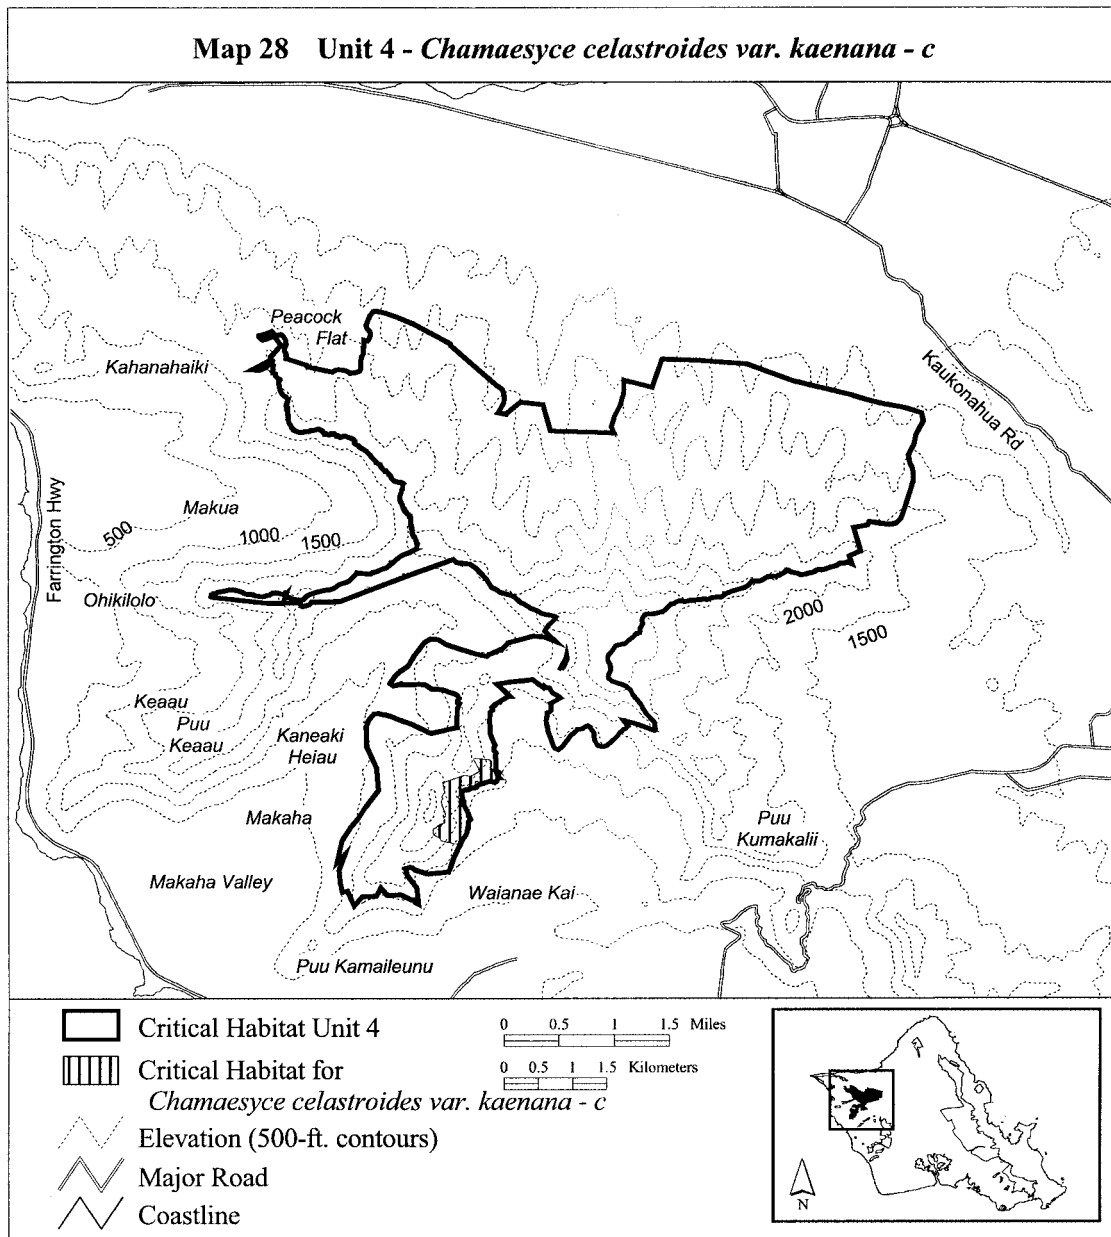 Map 28 Unit 4 - Chamaesyce celastroides var. kaenana - c
Peacock
Flat
Kahanahaiki
Kaukonahua Rd
Farrington Hwy
Makua
500
1000
1500
Ohikilolo
2000
1500
Keaau
Puu
Keaau
Kaneaki
Heiau
Makaha
Puu
Kumakalii
Makaha Valley
Waianae Kai
Puu Kamaileunu
Critical Habitat Unit 4
0 0.5 1 1.5 Miles
Critical Habitat for
Chamaesyce celastroides var. kaenana - c
0 0.5 1 1.5 Kilometers
Elevation (500-ft. contours)
Major Road
Coastline
N